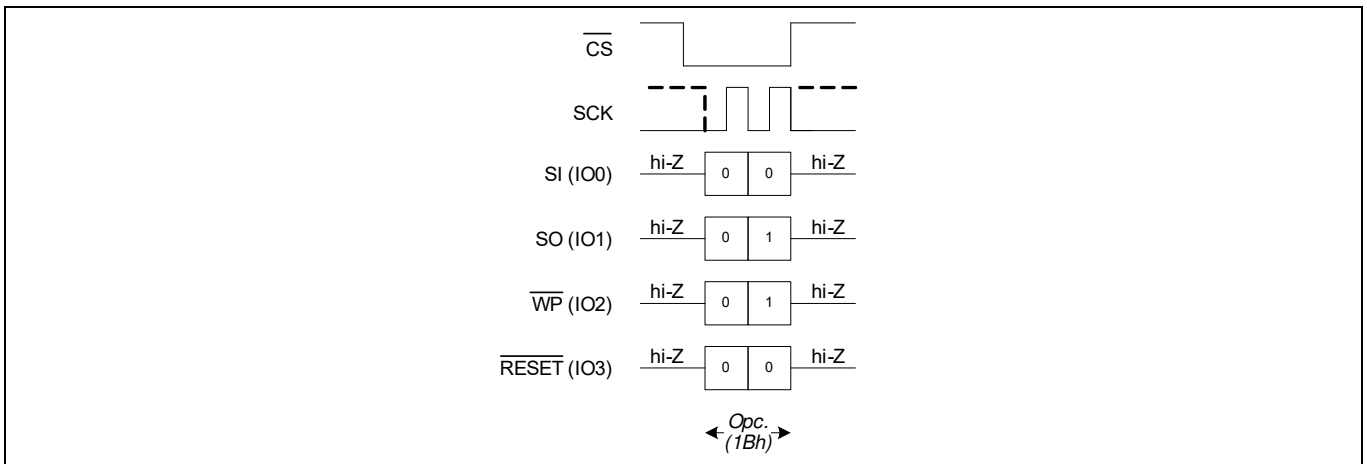 CS
SCK
hi-Z SI (IO0) 0 0 hi-Z
hi-Z SO (IO1) 0 1 hi-Z
hi-Z WP (IO2) 0 1 hi-Z
hi-Z RESET (IO3) 0 0 hi-Z
Opc.
(1Bh)